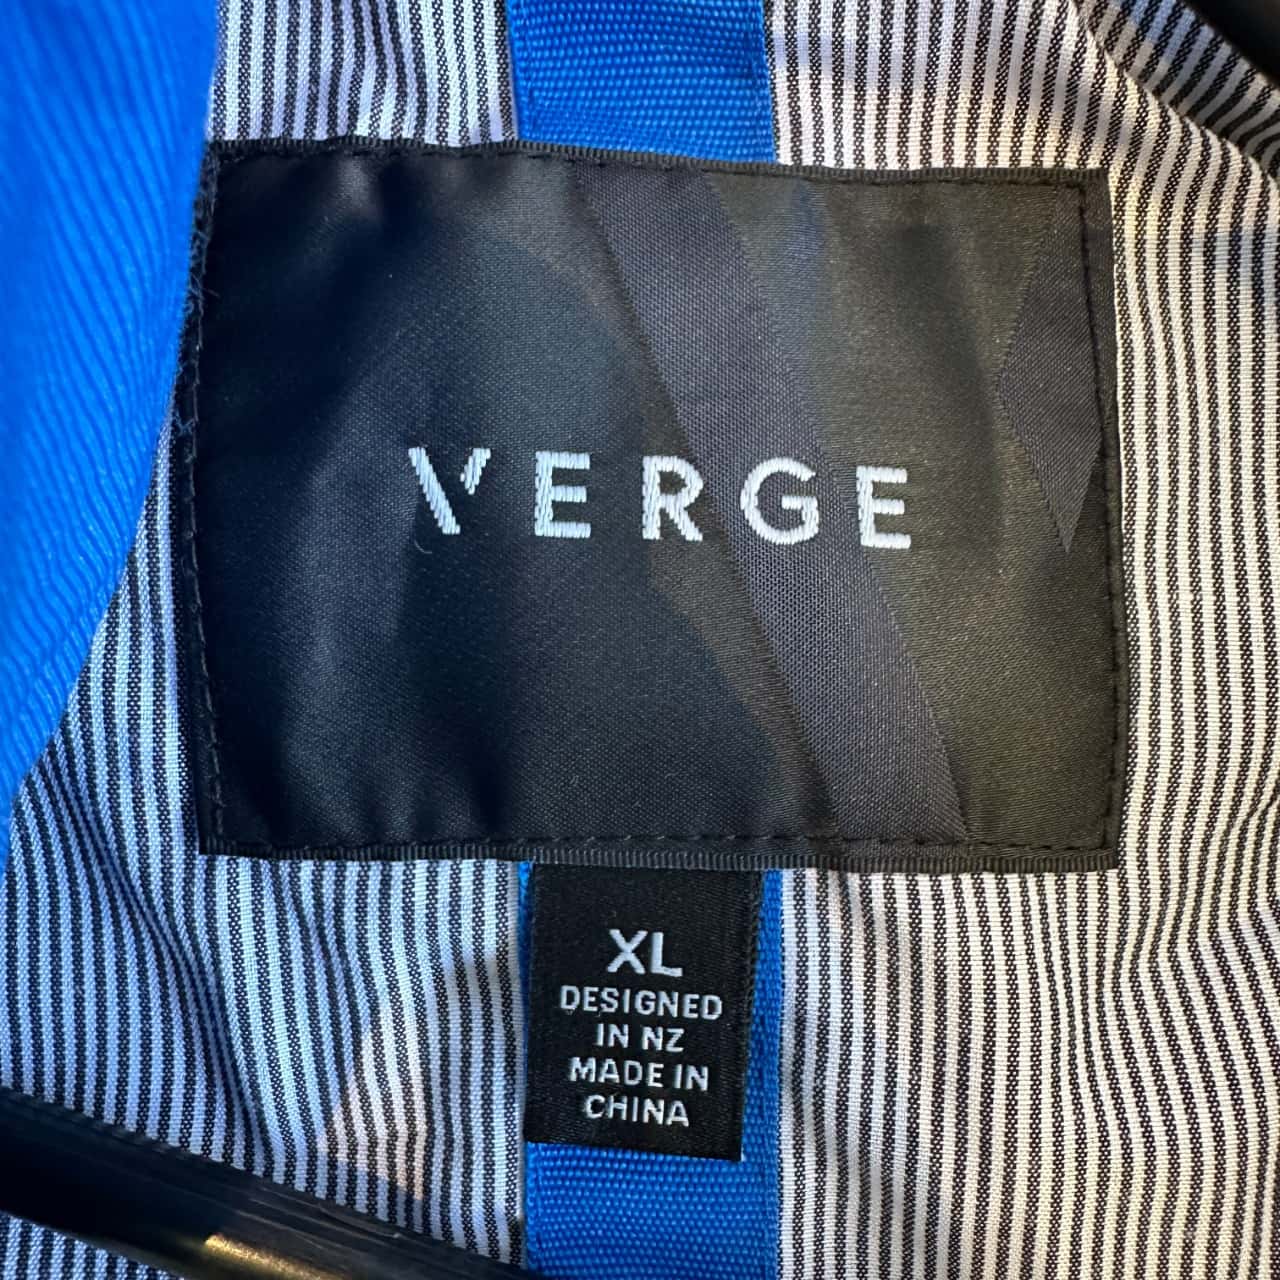 VERGE
XL
DESIGNED
IN NZ
MADE IN
CHINA